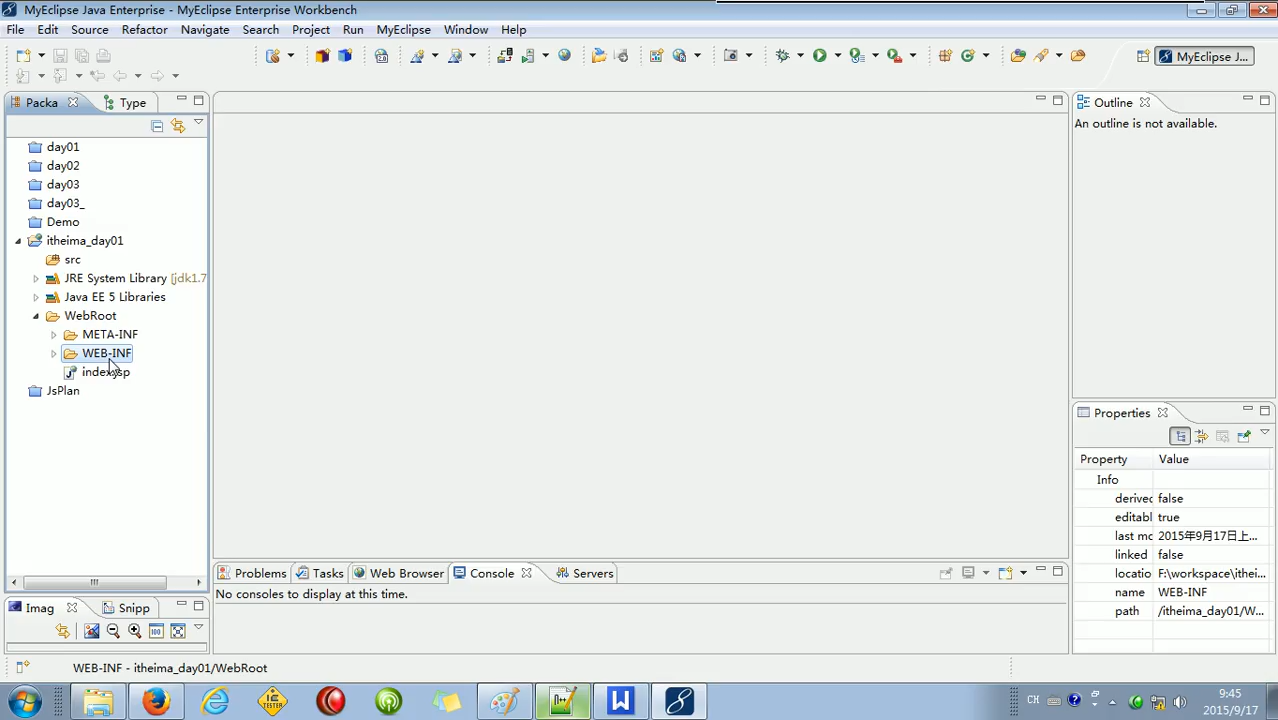 MyEclipse Java Enterprise - MyEclipse Enterprise Workbench
File Edit Source Refactor Navigate Search Project Run MyEclipse Window Help
MyEclipse J...
Packa Type
Outline
An outline is not available.
day01
day02
day03
day03_
Demo
itheima_day01
src
JRE System Library [jdk1.7
Java EE 5 Libraries
WebRoot
META-INF
WEB-INF
index.jsp
JsPlan
Properties
Property Value
Info
derivec false
editabl true
last mc 2015年9月17日上...
linked false
locatio F:\workspace\ithei...
name WEB-INF
path /itheima_day01/W...
Problems Tasks Web Browser Console Servers
No consoles to display at this time.
Imag Snipp
WEB-INF - itheima_day01/WebRoot
IC TESTER
CH
9:45
2015/9/17